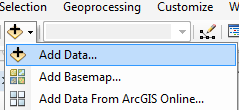 Selection Geoprocessing Customize
Add Data...
Add Basemap...
Add Data From ArcGIS Online...